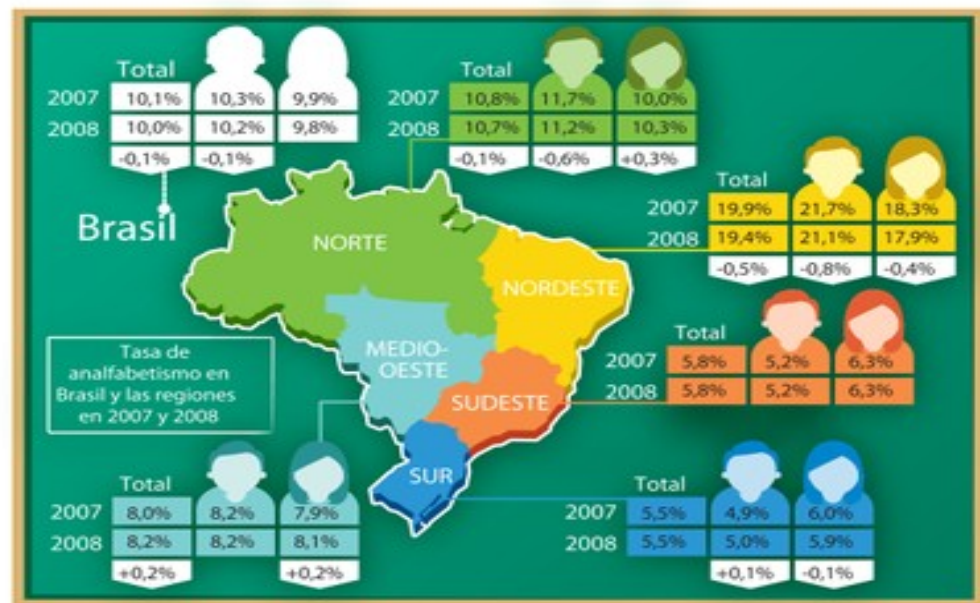 Total
2007 10,1% 10,3% 9,9%
2008 10,0% 10,2% 9,8%
-0,1% -0,1%
Brasil
Total
10,8% 11,7% 10,0%
10,7% 11,2% 10,3%
-0,1% -0,6% +0,3%
Total
2007 19,9% 21,7% 18,3%
2008 19,4% 21,1% 17,9%
-0,5% -0,8% -0,4%
NORTE
NORDESTE
MEDIO-
OESTE
SUDESTE
SUR
Total
2007 5,8% 5,2% 6,3%
2008 5,8% 5,2% 6,3%
Tasa de
analfabetismo en
Brasil y las regiones
en 2007 y 2008
Total
2007 8,0% 8,2% 7,9%
2008 8,2% 8,2% 8,1%
+0,2% +0,2%
Total
2007 5,5% 4,9% 6,0%
2008 5,5% 5,0% 5,9%
+0,1% -0,1%